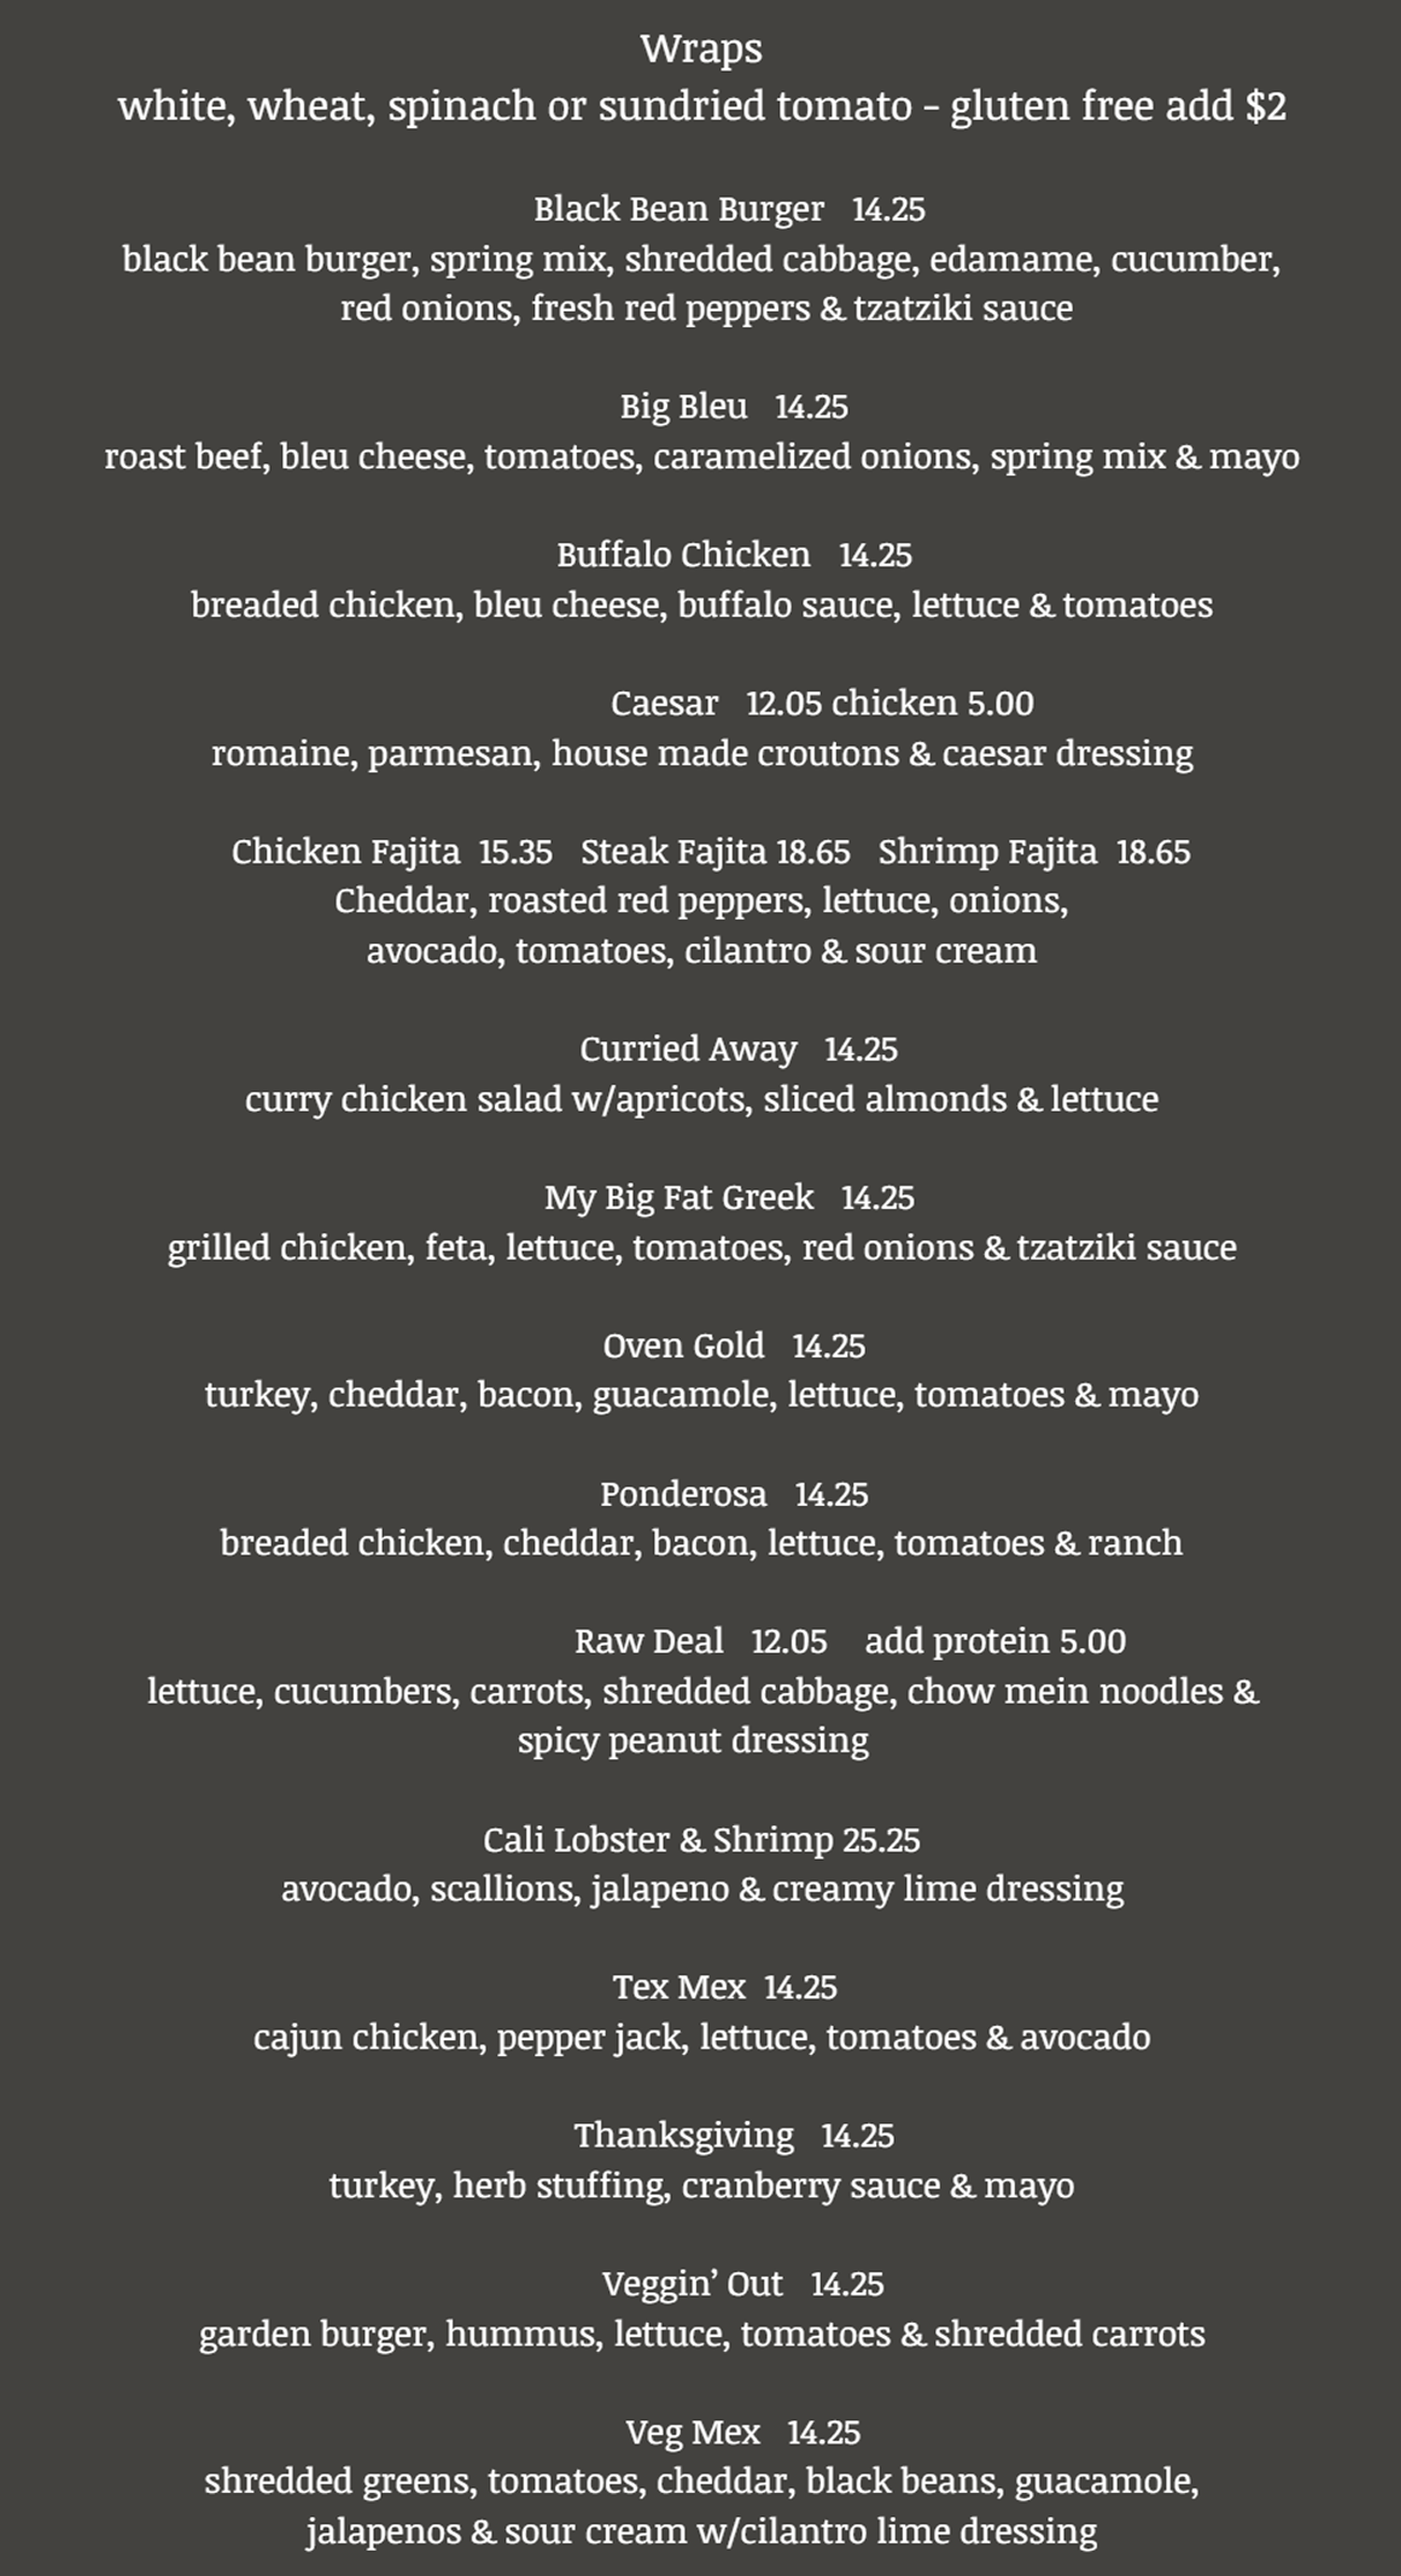 Wraps
white, wheat, spinach or sundried tomato - gluten free add $2
Black Bean Burger 14.25
black bean burger, spring mix, shredded cabbage, edamame, cucumber,
red onions, fresh red peppers & tzatziki sauce
Big Bleu 14.25
roast beef, bleu cheese, tomatoes, caramelized onions, spring mix & mayo
Buffalo Chicken 14.25
breaded chicken, bleu cheese, buffalo sauce, lettuce & tomatoes
Caesar 12.05 chicken 5.00
romaine, parmesan, house made croutons & caesar dressing
Chicken Fajita 15.35 Steak Fajita 18.65 Shrimp Fajita 18.65
Cheddar, roasted red peppers, lettuce, onions,
avocado, tomatoes, cilantro & sour cream
Curried Away 14.25
curry chicken salad w/apricots, sliced almonds & lettuce
My Big Fat Greek 14.25
grilled chicken, feta, lettuce, tomatoes, red onions & tzatziki sauce
Oven Gold 14.25
turkey, cheddar, bacon, guacamole, lettuce, tomatoes & mayo
Ponderosa 14.25
breaded chicken, cheddar, bacon, lettuce, tomatoes & ranch
Raw Deal 12.05 add protein 5.00
lettuce, cucumbers, carrots, shredded cabbage, chow mein noodles &
spicy peanut dressing
Cali Lobster & Shrimp 25.25
avocado, scallions, jalapeno & creamy lime dressing
Tex Mex 14.25
cajun chicken, pepper jack, lettuce, tomatoes & avocado
Thanksgiving 14.25
turkey, herb stuffing, cranberry sauce & mayo
Veggin’ Out 14.25
garden burger, hummus, lettuce, tomatoes & shredded carrots
Veg Mex 14.25
shredded greens, tomatoes, cheddar, black beans, guacamole,
jalapenos & sour cream w/cilantro lime dressing